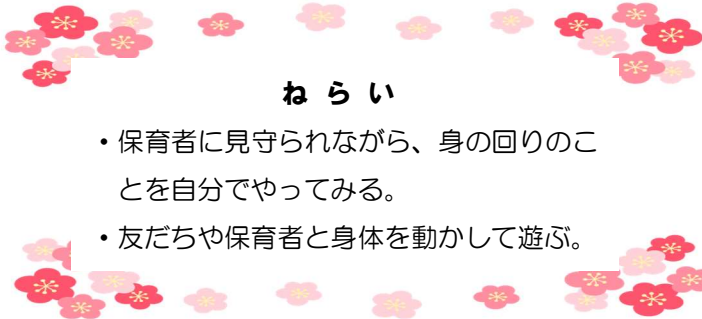 ねらい
・保育者に見守られながら、身の回りのこ
とを自分でやってみる。
・友だちや保育者と身体を動かして遊ぶ。